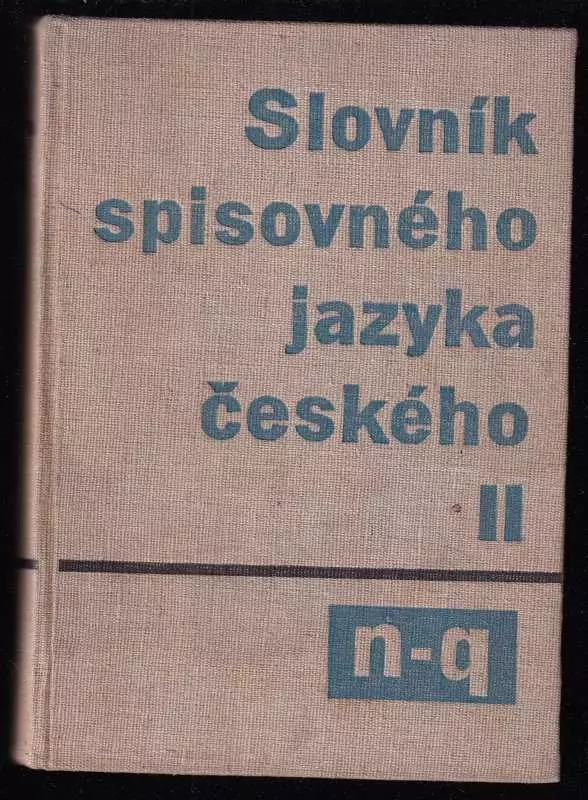 Slovník
spisovného
jazyka
českého
II
n-q